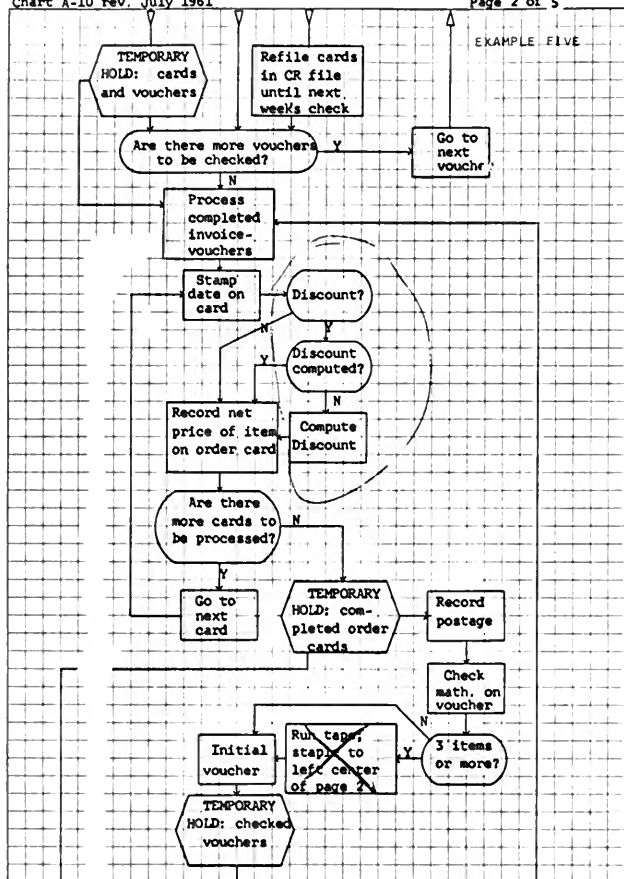 Chart A-10 rev. July 1961
Page 2 of 5
EXAMPLE FIVE
TEMPORARY
HOLD: cards
and vouchers
Refile cards
in CR file
until next
weeks check
Are there more vouchers
to be checked?
Y
Go to
next
vouche
N
Process
completed
invoice-
vouchers
Stamp
date on
card
Discount?
N
Y
Discount
computed?
Y
N
Record net
price of item
on order card
Compute
Discount
Are there
more cards to
be processed?
N
Y
Go to
next
card
TEMPORARY
HOLD: com-
pleted order
cards
Record
postage
Check
math. on
voucher
N
3 items
or more?
Y
Run tape,
staple to
left center
of page 2
Initial
voucher
TEMPORARY
HOLD: checked
vouchers